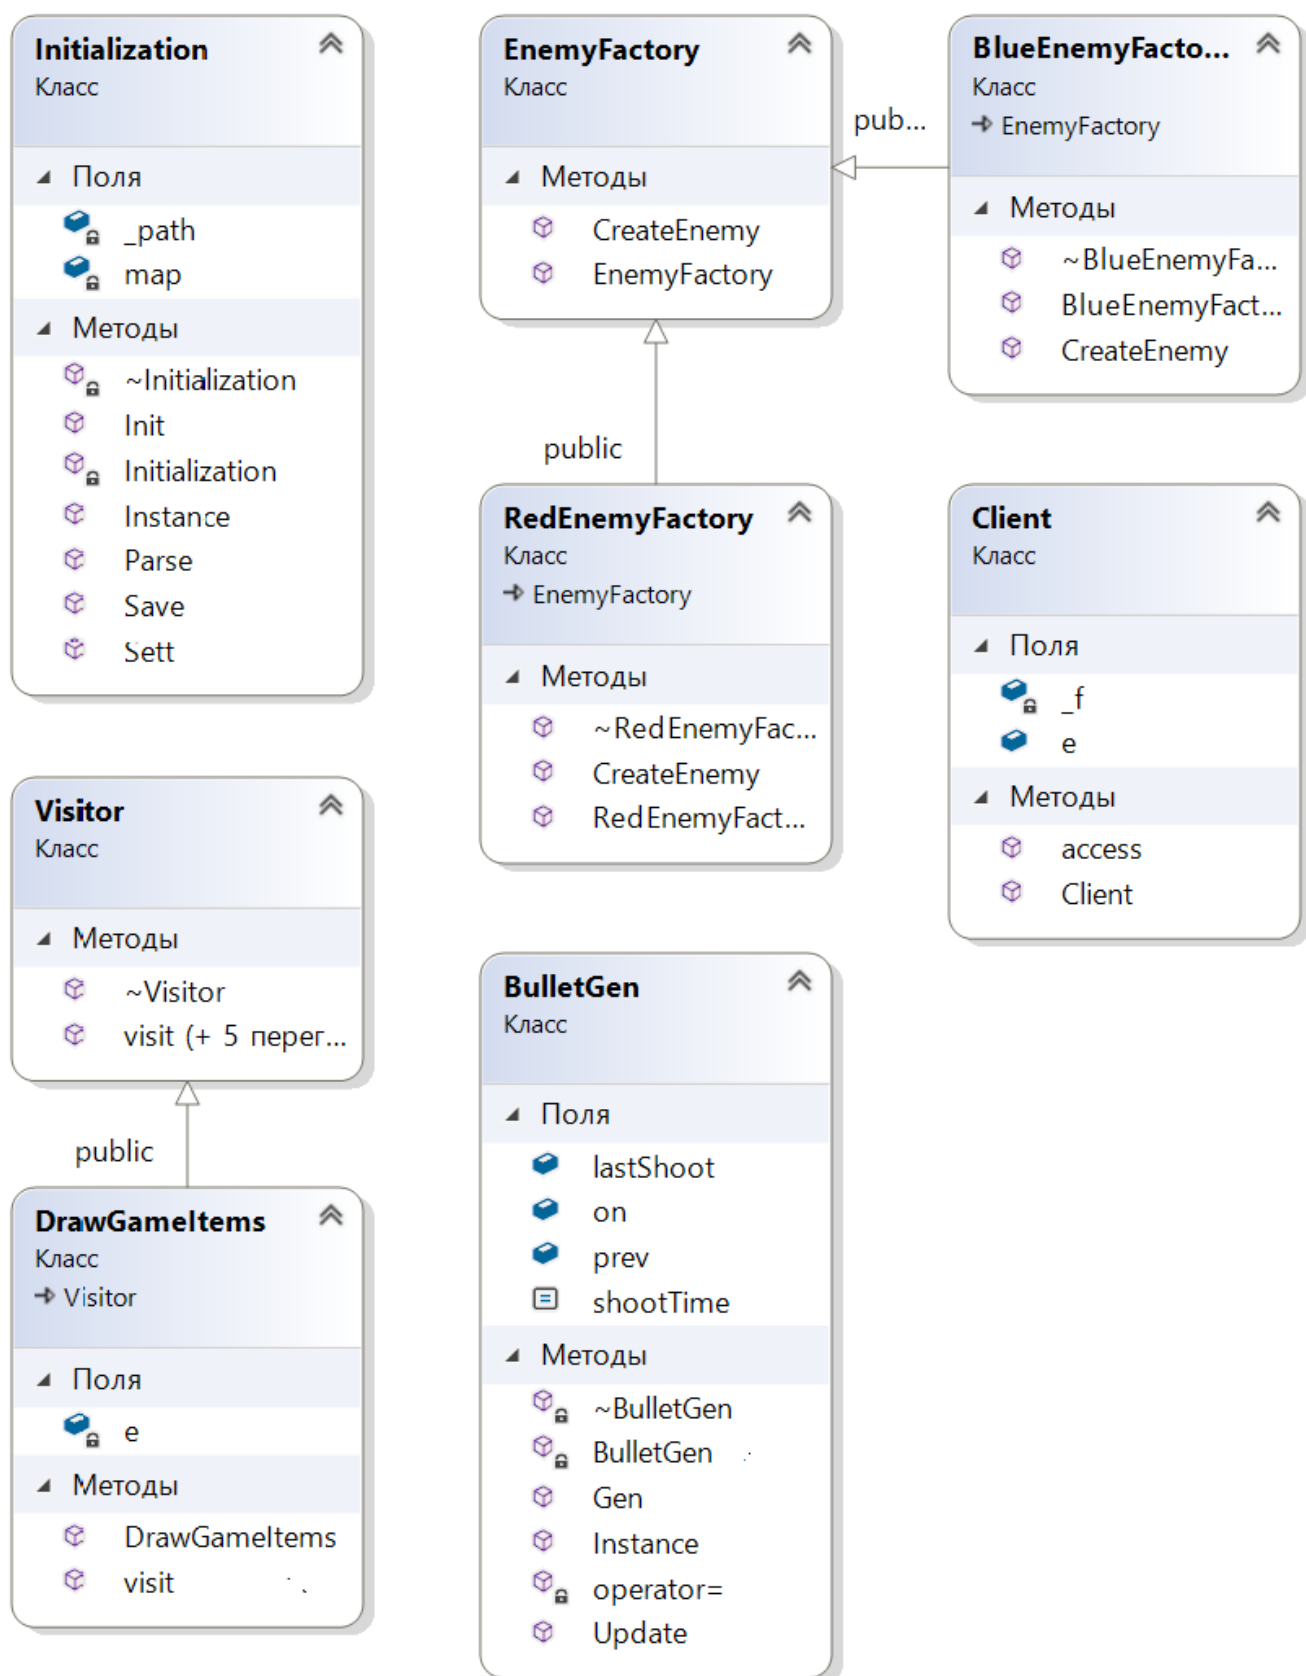 Initialization
Класс
Поля
_path
map
Методы
~Initialization
Init
Initialization
Instance
Parse
Save
Sett
Visitor
Класс
Методы
~Visitor
visit (+ 5 перег...
public
DrawGameItems
Класс
Visitor
Поля
e
Методы
DrawGameItems
visit
EnemyFactory
Класс
Методы
CreateEnemy
EnemyFactory
public
RedEnemyFactory
Класс
EnemyFactory
Методы
~RedEnemyFac...
CreateEnemy
RedEnemyFact...
BulletGen
Класс
Поля
lastShoot
on
prev
shootTime
Методы
~BulletGen
BulletGen
Gen
Instance
operator=
Update
pub...
BlueEnemyFacto...
Класс
EnemyFactory
Методы
~BlueEnemyFa...
BlueEnemyFact...
CreateEnemy
Client
Класс
Поля
_f
e
Методы
access
Client